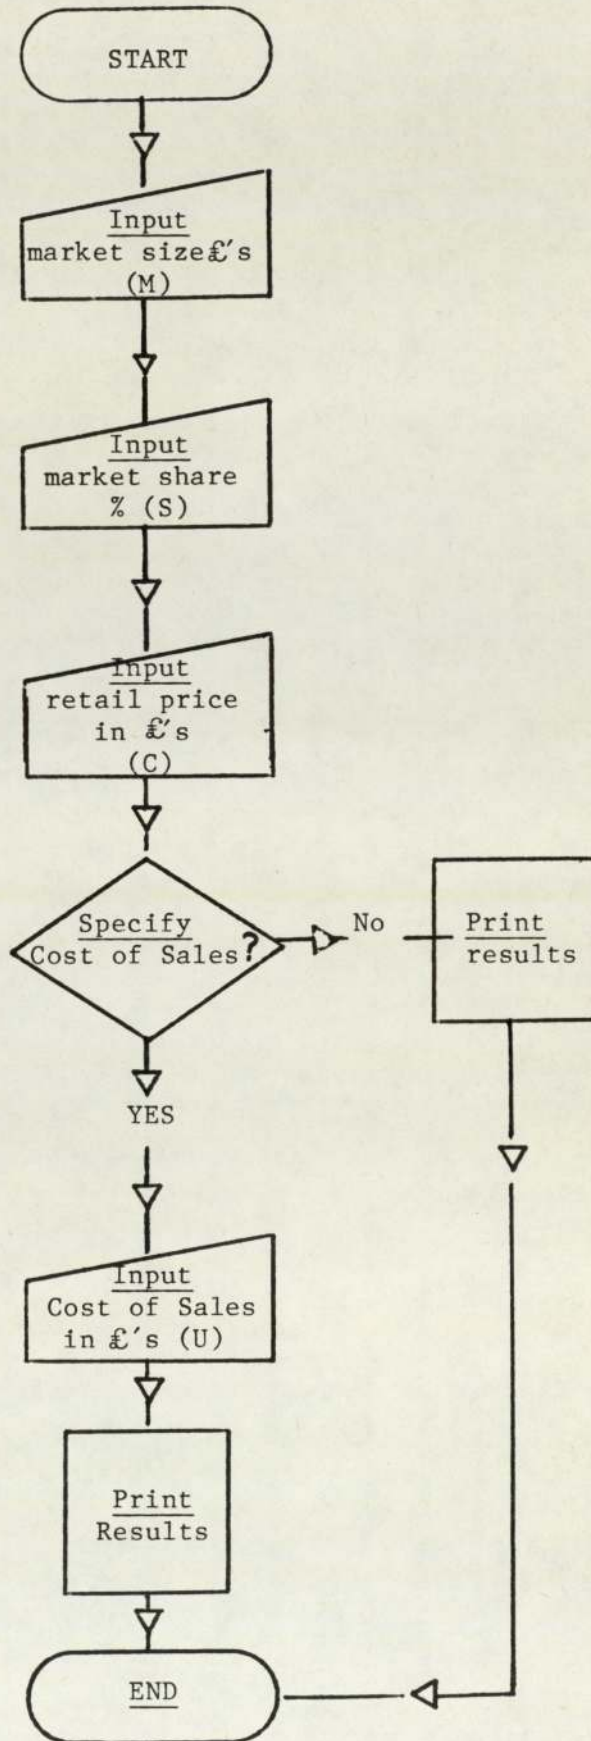 START
Input
market size£'s
(M)
Input
market share
% (S)
Input
retail price
in £'s
(C)
Specify
Cost of Sales?
No
Print
results
YES
Input
Cost of Sales
in £'s (U)
Print
Results
END